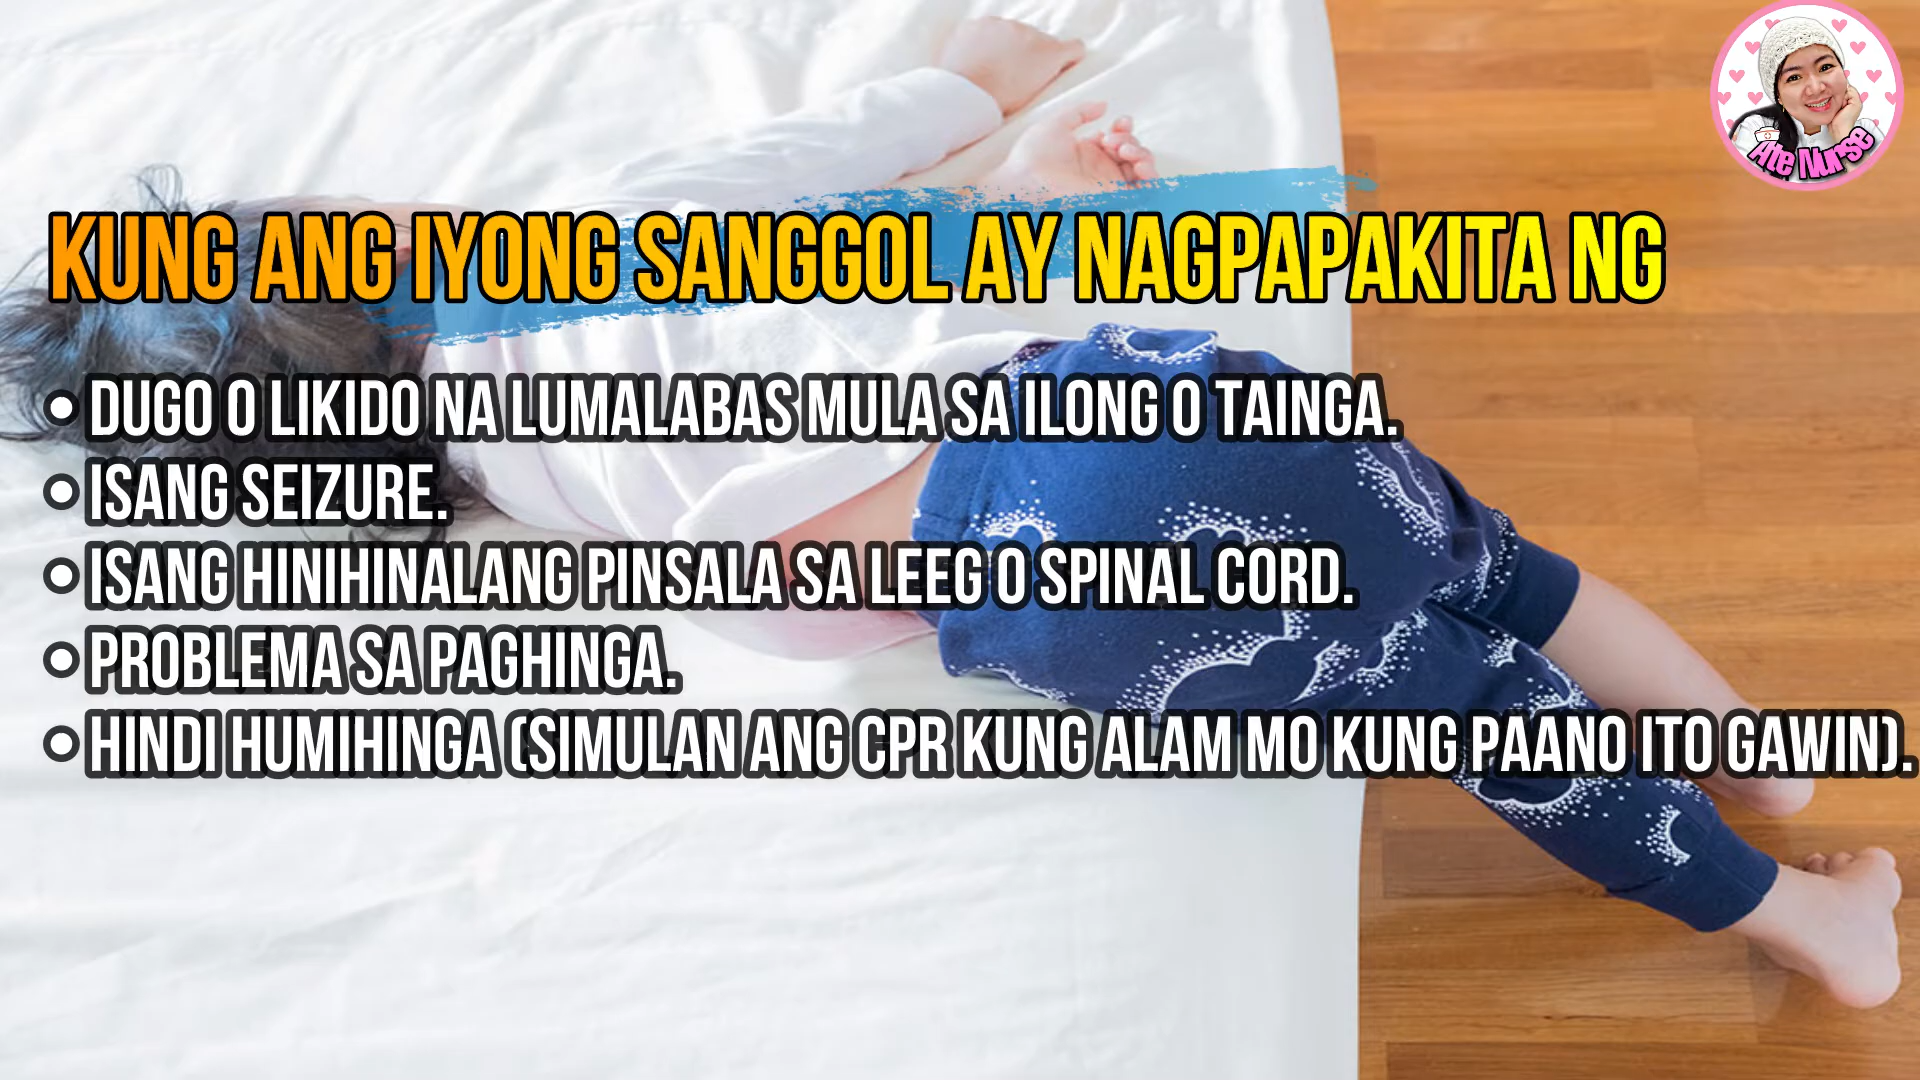 Ate Nurse
KUNG ANG IYONG SANGGOL AY NAGPAPAKITA NG
• DUGO O LIKIDO NA LUMALABAS MULA SA ILONG O TAINGA.
• ISANG SEIZURE.
• ISANG HINIHINALANG PINSALA SA LEEG O SPINAL CORD.
• PROBLEMA SA PAGHINGA.
• HINDI HUMIHINGA (SIMULAN ANG CPR KUNG ALAM MO KUNG PAANO ITO GAWIN).